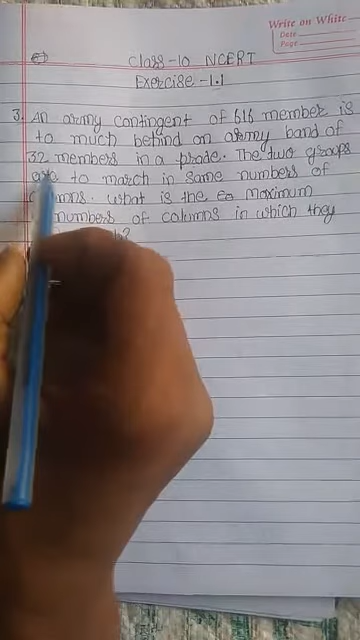 Write on White
Date
Page
Class-10 NCERT
Exercise-1.1
3. An army contingent of 616 member is
to much behind an army band of
32 members in a prade. The two groups
are to march in same numbers of
what is the maximum
numbers of columns in which they